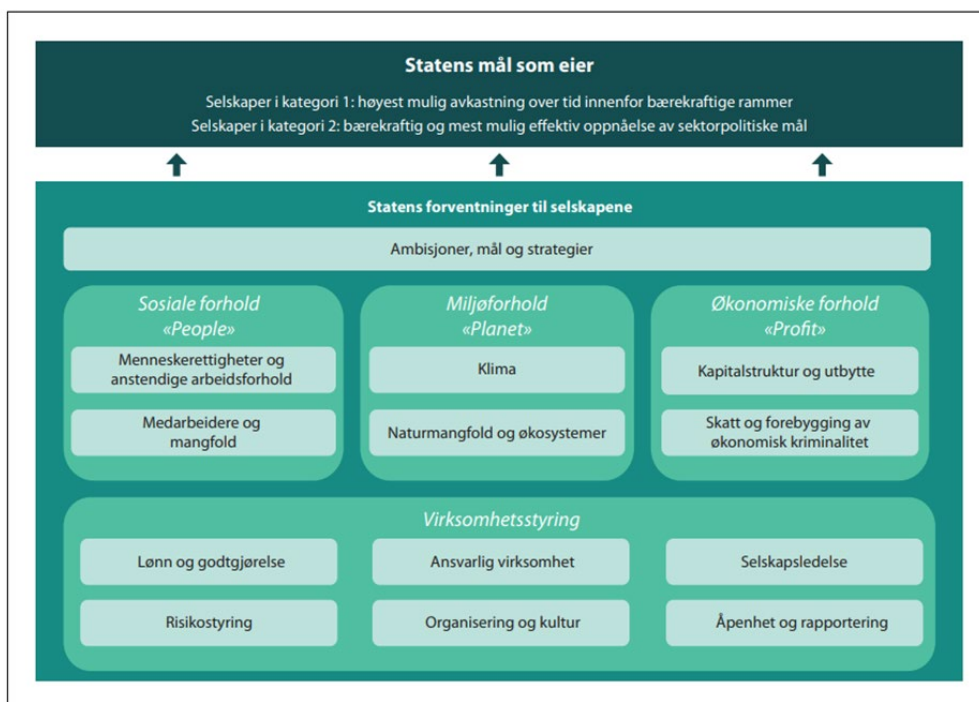 Statens mål som eier
Selskaper i kategori 1: høyest mulig avkastning over tid innenfor bærekraftige rammer
Selskaper i kategori 2: bærekraftig og mest mulig effektiv oppnåelse av sektorpolitiske mål
Statens forventninger til selskapene
Ambisjoner, mål og strategier
Sosiale forhold
«People»
Menneskerettigheter og
anstendige arbeidsforhold
Medarbeidere og
mangfold
Miljøforhold
«Planet»
Klima
Naturmangfold og økosystemer
Økonomiske forhold
«Profit»
Kapitalstruktur og utbytte
Skatt og forebygging av
økonomisk kriminalitet
Virksomhetsstyring
Lønn og godtgjørelse
Ansvarlig virksomhet
Selskapsledelse
Risikostyring
Organisering og kultur
Åpenhet og rapportering